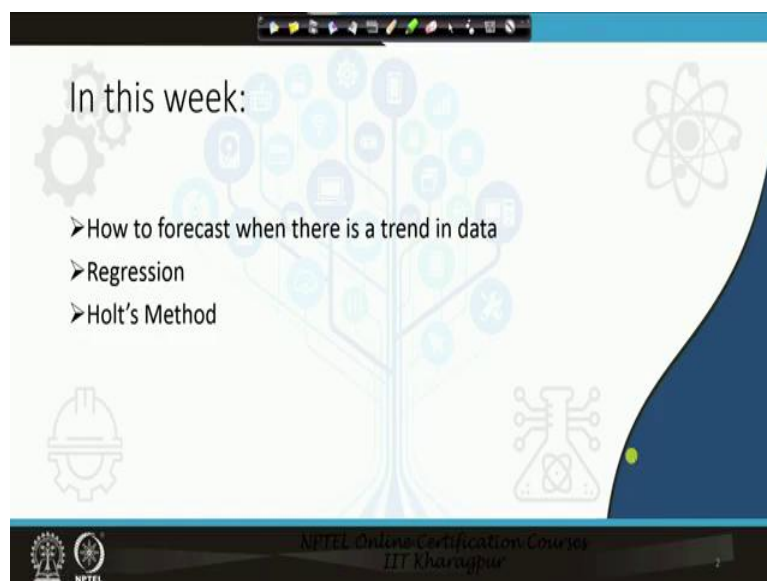 In this week:
➢How to forecast when there is a trend in data
➢Regression
➢Holt's Method
NPTEL Online Certification Courses
IIT Kharagpur
NPTEL
2